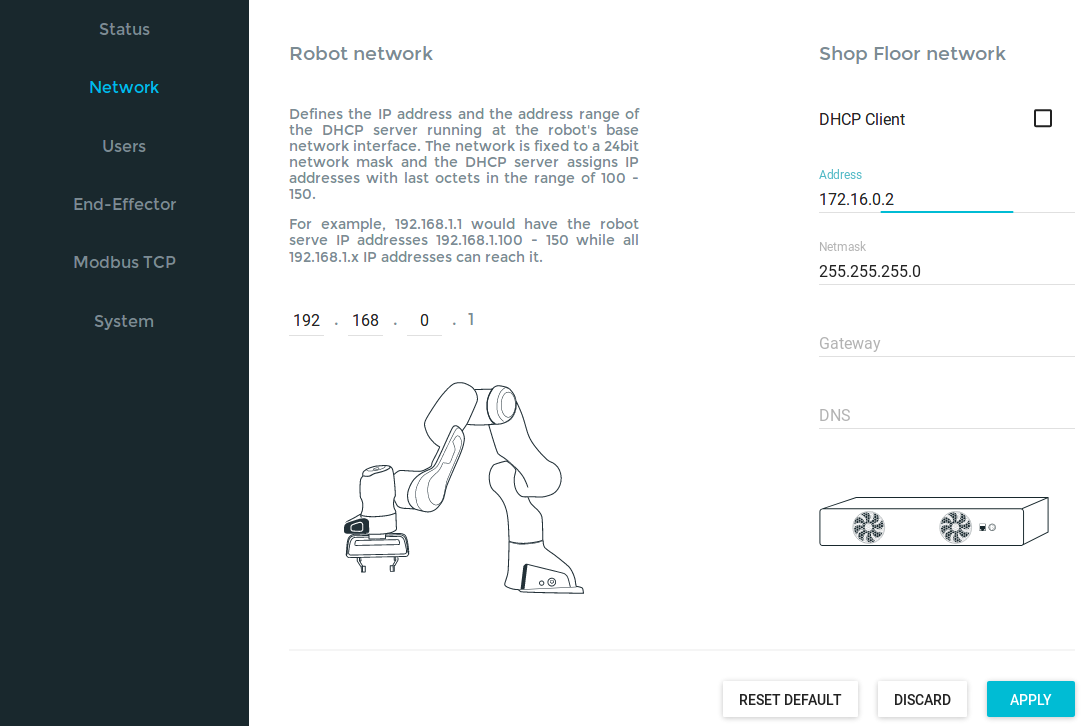 Status
Network
Users
End-Effector
Modbus TCP
System
Robot network
Defines the IP address and the address range of
the DHCP server running at the robot's base
network interface. The network is fixed to a 24bit
network mask and the DHCP server assigns IP
addresses with last octets in the range of 100 -
150.
For example, 192.168.1.1 would have the robot
serve IP addresses 192.168.1.100 - 150 while all
192.168.1.x IP addresses can reach it.
192 . 168 . 0 . 1
Shop Floor network
DHCP Client
Address
172.16.0.2
Netmask
255.255.255.0
Gateway
DNS
RESET DEFAULT
DISCARD
APPLY